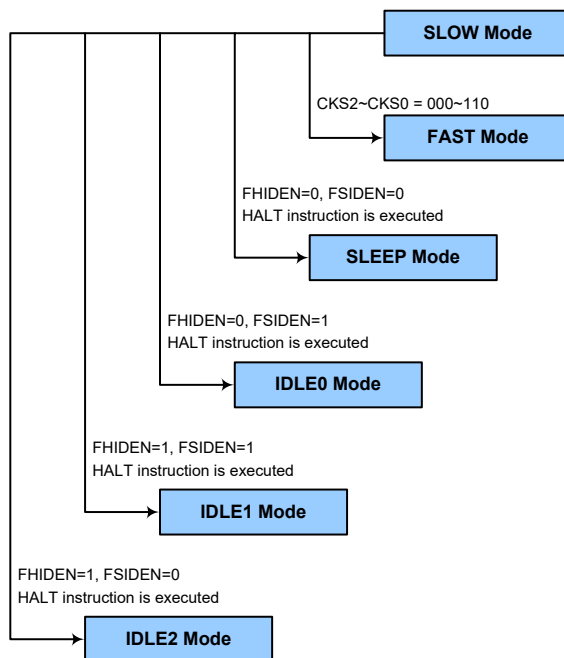 SLOW Mode
CKS2~CKS0 = 000~110
FAST Mode
FHIDEN=0, FSIDEN=0
HALT instruction is executed
SLEEP Mode
FHIDEN=0, FSIDEN=1
HALT instruction is executed
IDLE0 Mode
FHIDEN=1, FSIDEN=1
HALT instruction is executed
IDLE1 Mode
FHIDEN=1, FSIDEN=0
HALT instruction is executed
IDLE2 Mode